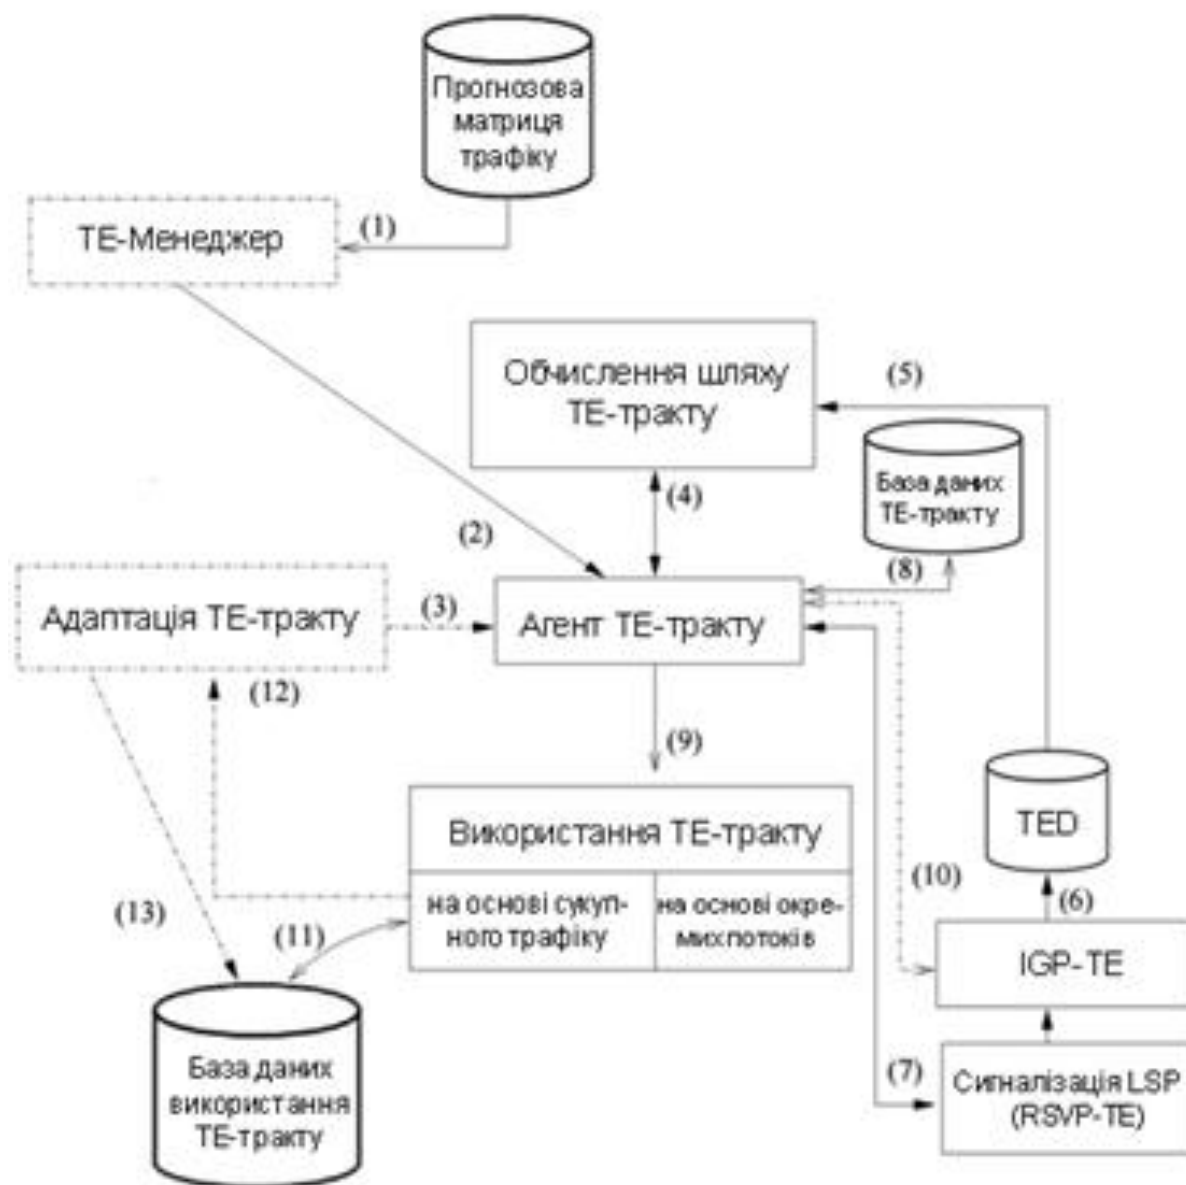 Прогнозова
матриця
трафіку
ТЕ-Менеджер
(1)
Обчислення шляху
ТЕ-тракту
(5)
База даних
ТЕ-тракту
(4)
(2)
(8)
Адаптація ТЕ-тракту
(3)
Агент ТЕ-тракту
(12)
(9)
TED
Використання ТЕ-тракту
(10)
(6)
на основі сукуп-
ного трафіку
на основі окре-
мих потоків
(13)
(11)
IGP-TE
База даних
використання
ТЕ-тракту
(7)
Сигналізація LSP
(RSVP-TE)